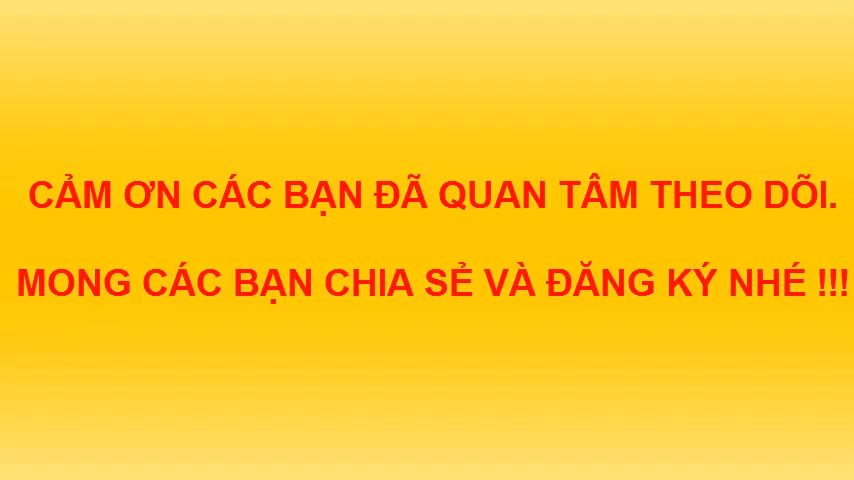 CẢM ƠN CÁC BẠN ĐÃ QUAN TÂM THEO DÕI.
MONG CÁC BẠN CHIA SẺ VÀ ĐĂNG KÝ NHÉ !!!